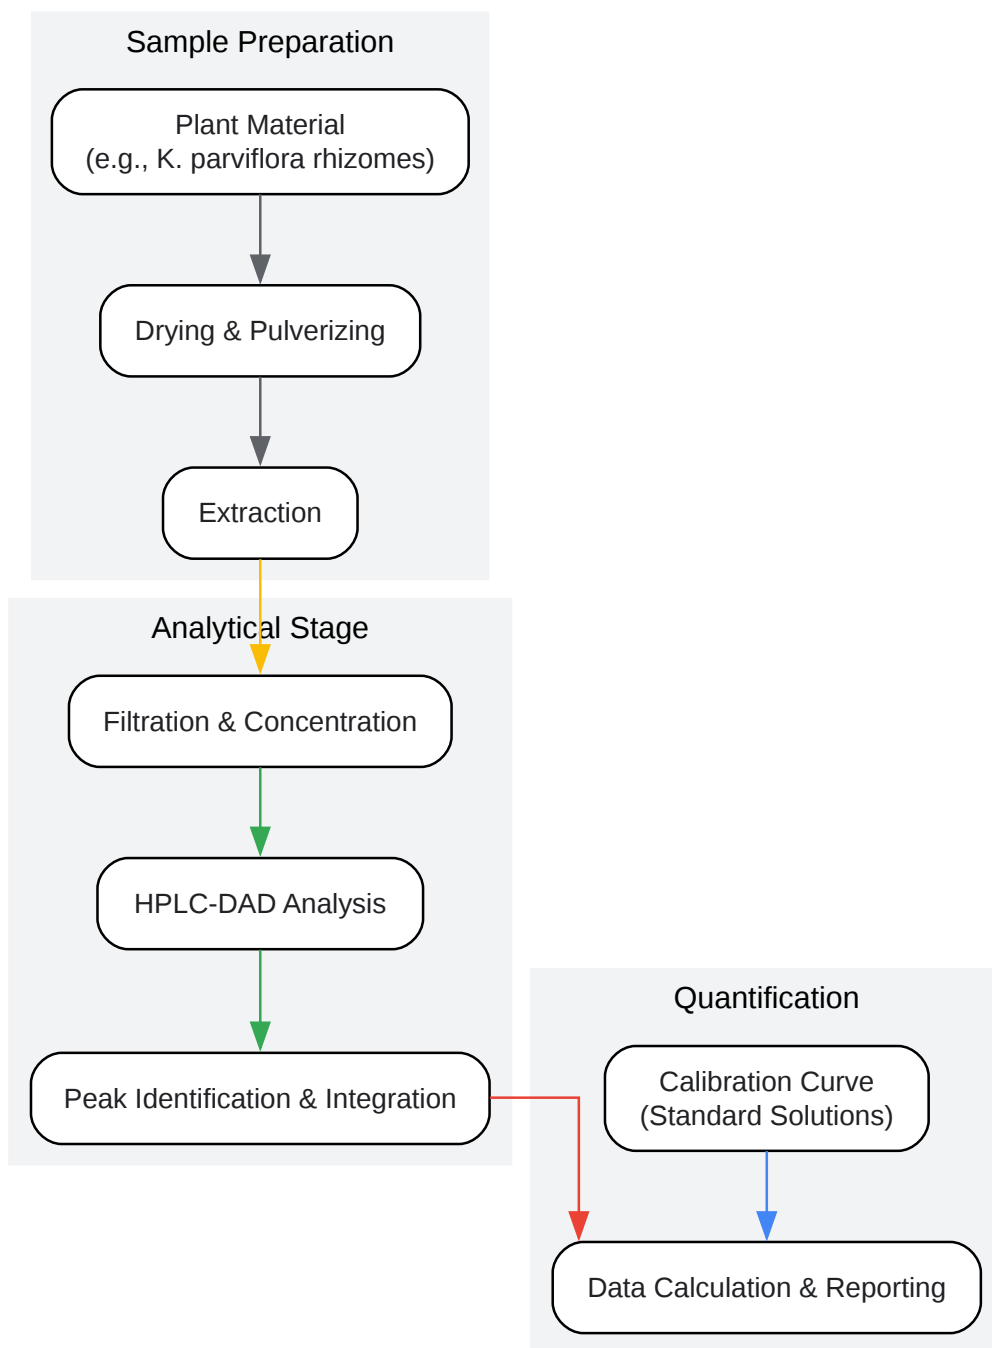 Sample Preparation
Plant Material
(e.g., K. parviflora rhizomes)
Drying & Pulverizing
Extraction
Analytical Stage
Filtration & Concentration
HPLC-DAD Analysis
Peak Identification & Integration
Quantification
Calibration Curve
(Standard Solutions)
Data Calculation & Reporting